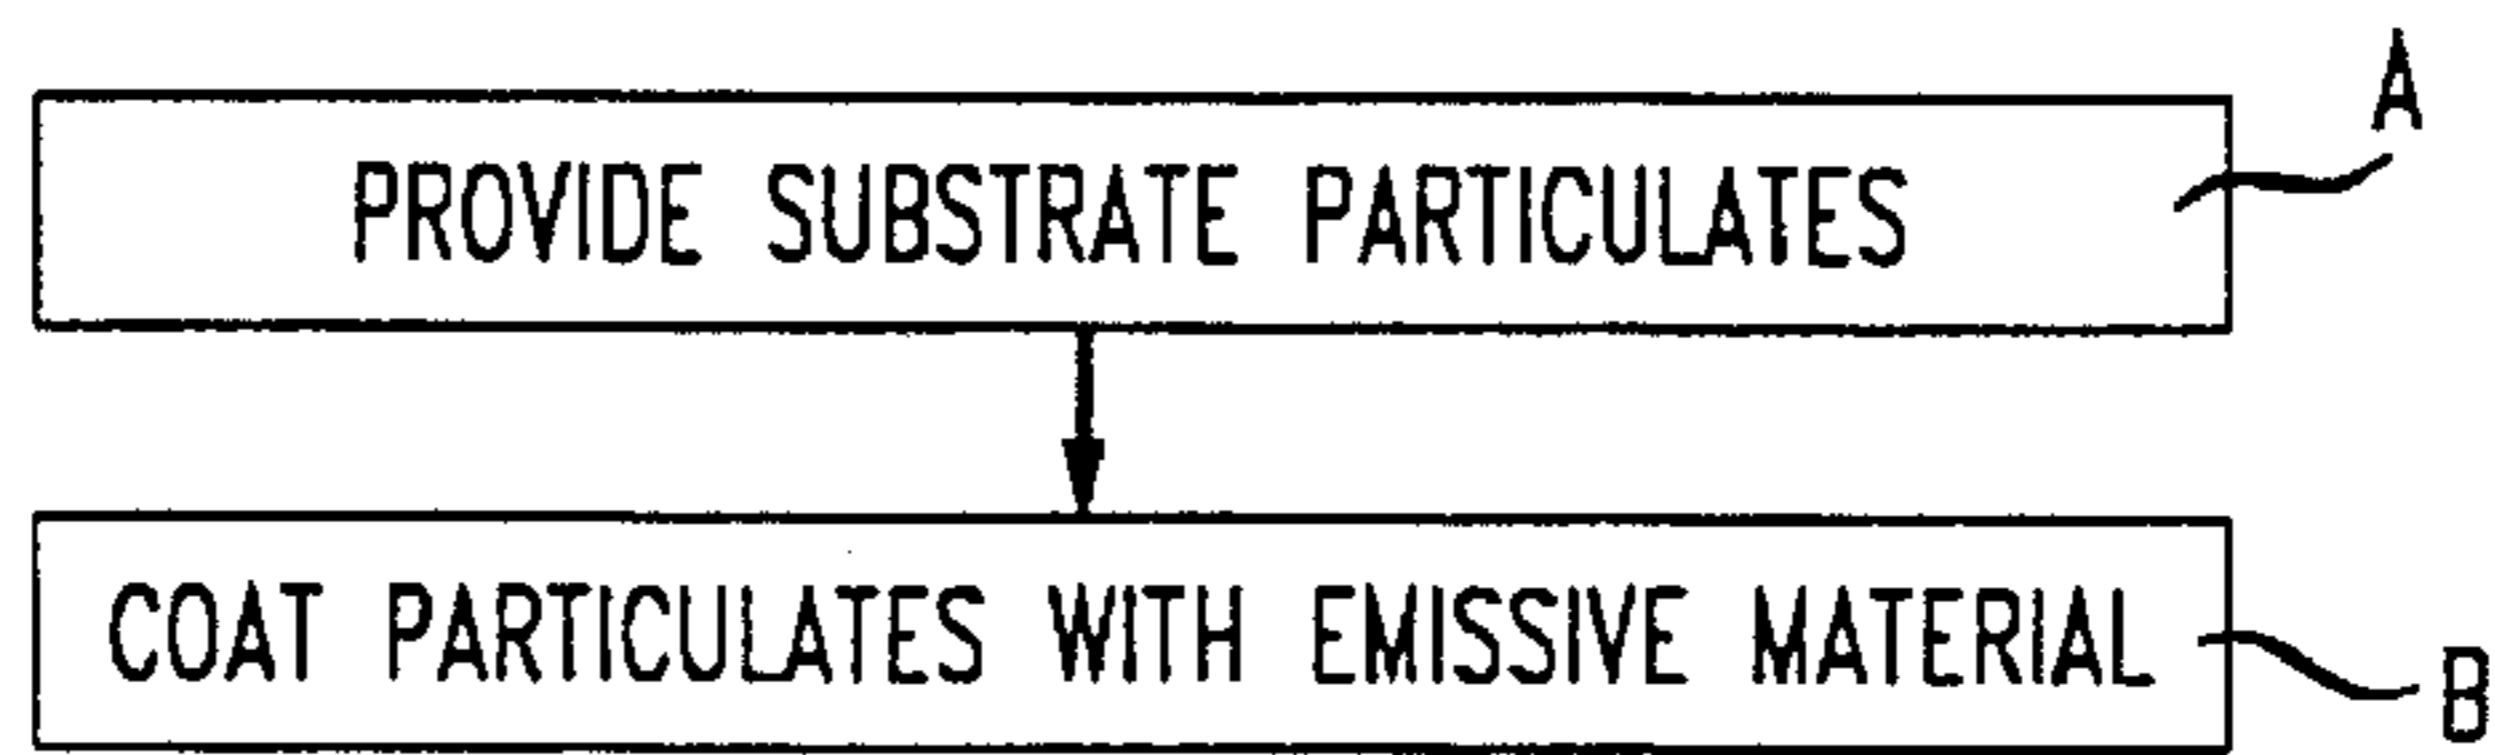 A
PROVIDE SUBSTRATE PARTICULATES
COAT PARTICULATES WITH EMISSIVE MATERIAL
B